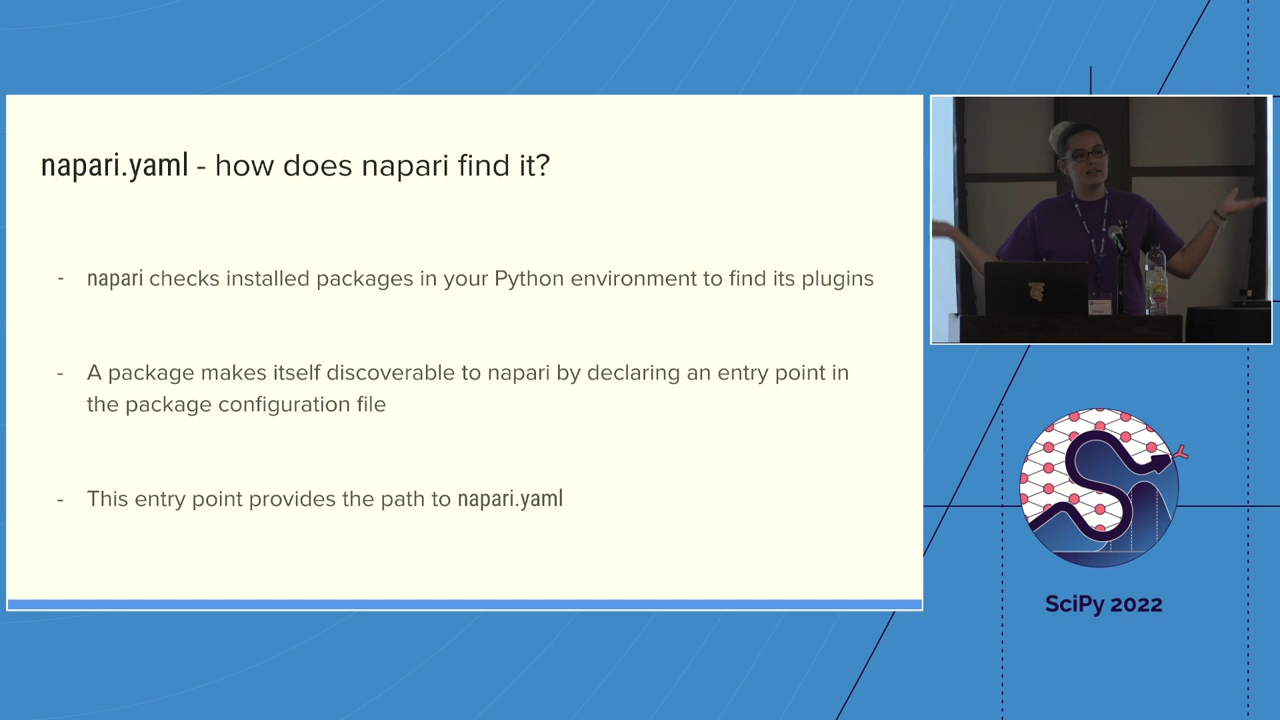 napari.yaml - how does napari find it?
- napari checks installed packages in your Python environment to find its plugins
- A package makes itself discoverable to napari by declaring an entry point in
the package configuration file
- This entry point provides the path to napari.yaml
SciPy 2022